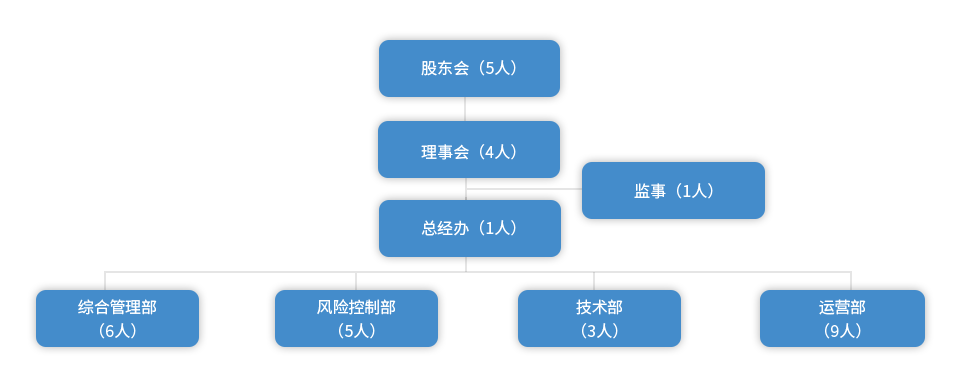 股东会（5人）
理事会（4人）
监事（1人）
总经办（1人）
综合管理部
（6人）
风险控制部
（5人）
技术部
（3人）
运营部
（9人）